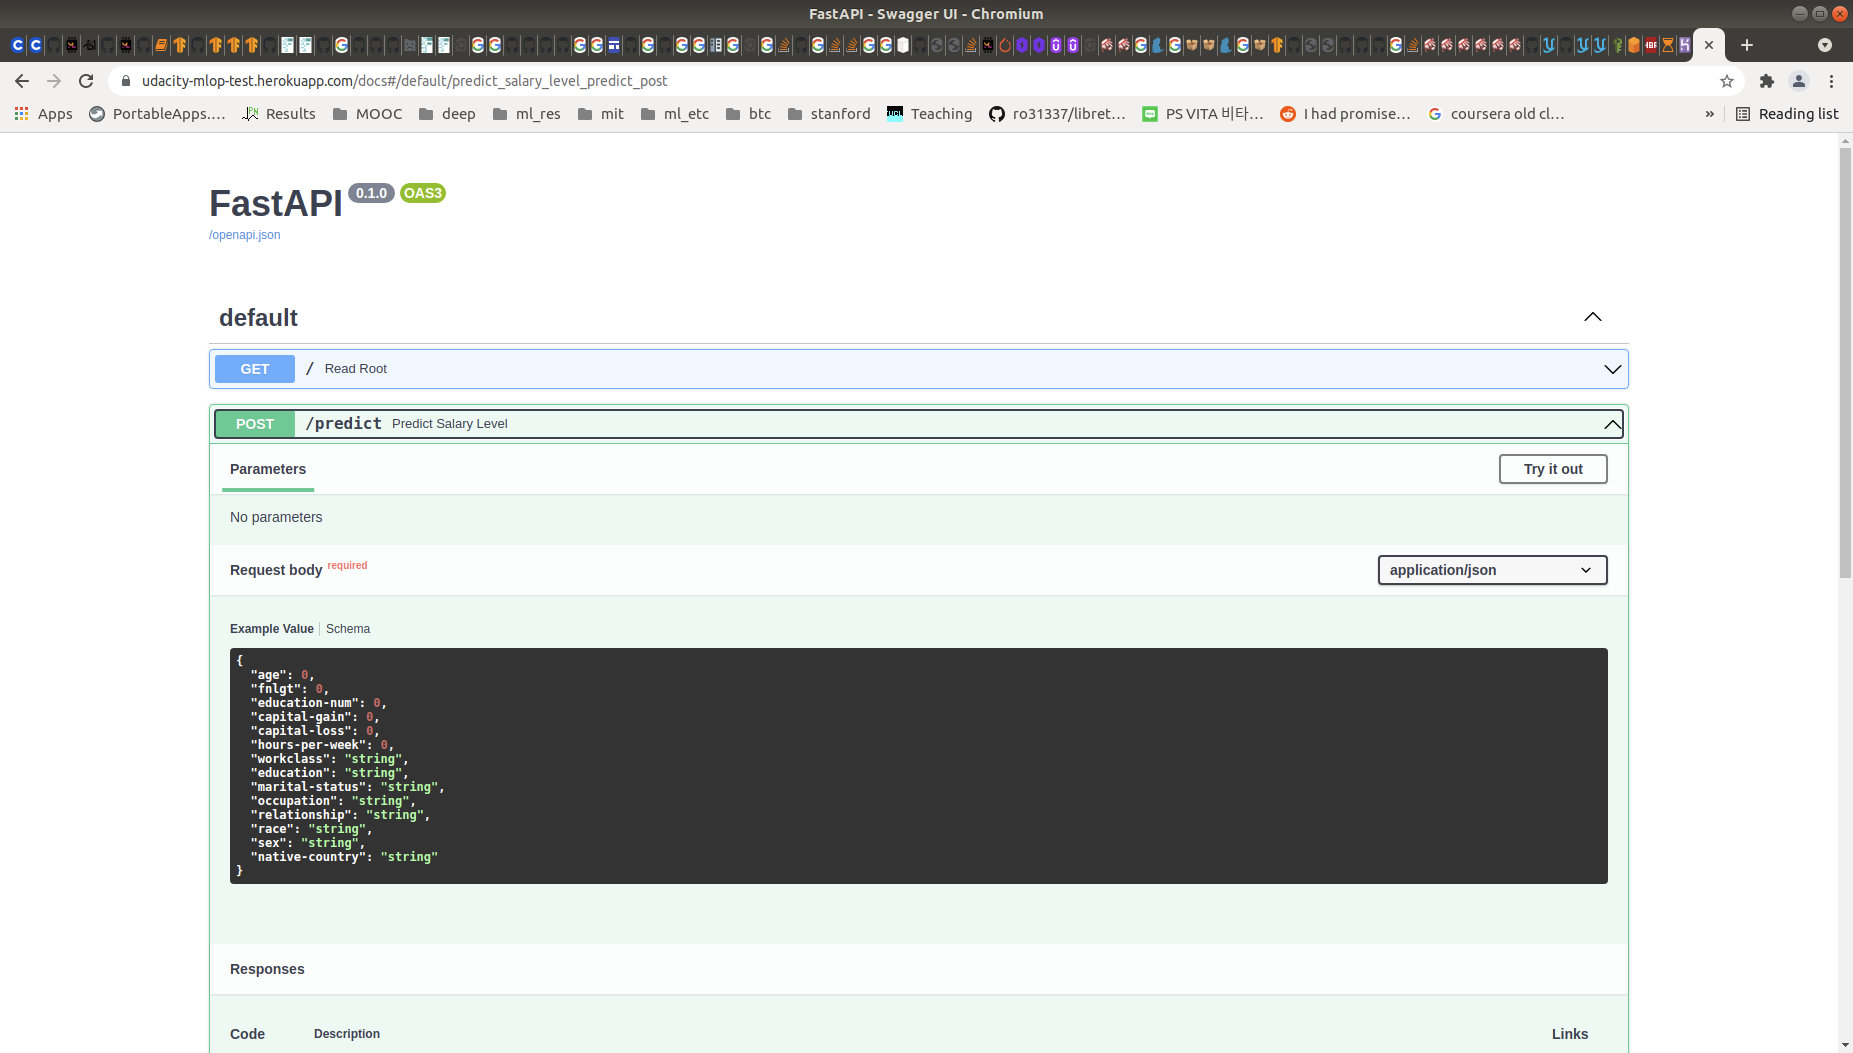 FastAPI - Swagger UI - Chromium
udacity-mlop-test.herokuapp.com/docs#/default/predict_salary_level_predict_post
Apps PortableApps.... Results MOOC deep ml_res mit ml_etc btc stanford Teaching ro31337/libret... PS VITA 비타... I had promise... coursera old cl... » Reading list
FastAPI 0.1.0 OAS3
/openapi.json
default
GET / Read Root
POST /predict Predict Salary Level
Parameters Try it out
No parameters
Request body required application/json
Example Value Schema
{
"age": 0,
"fnlgt": 0,
"education-num": 0,
"capital-gain": 0,
"capital-loss": 0,
"hours-per-week": 0,
"workclass": "string",
"education": "string",
"marital-status": "string",
"occupation": "string",
"relationship": "string",
"race": "string",
"sex": "string",
"native-country": "string"
}
Responses
Code Description Links